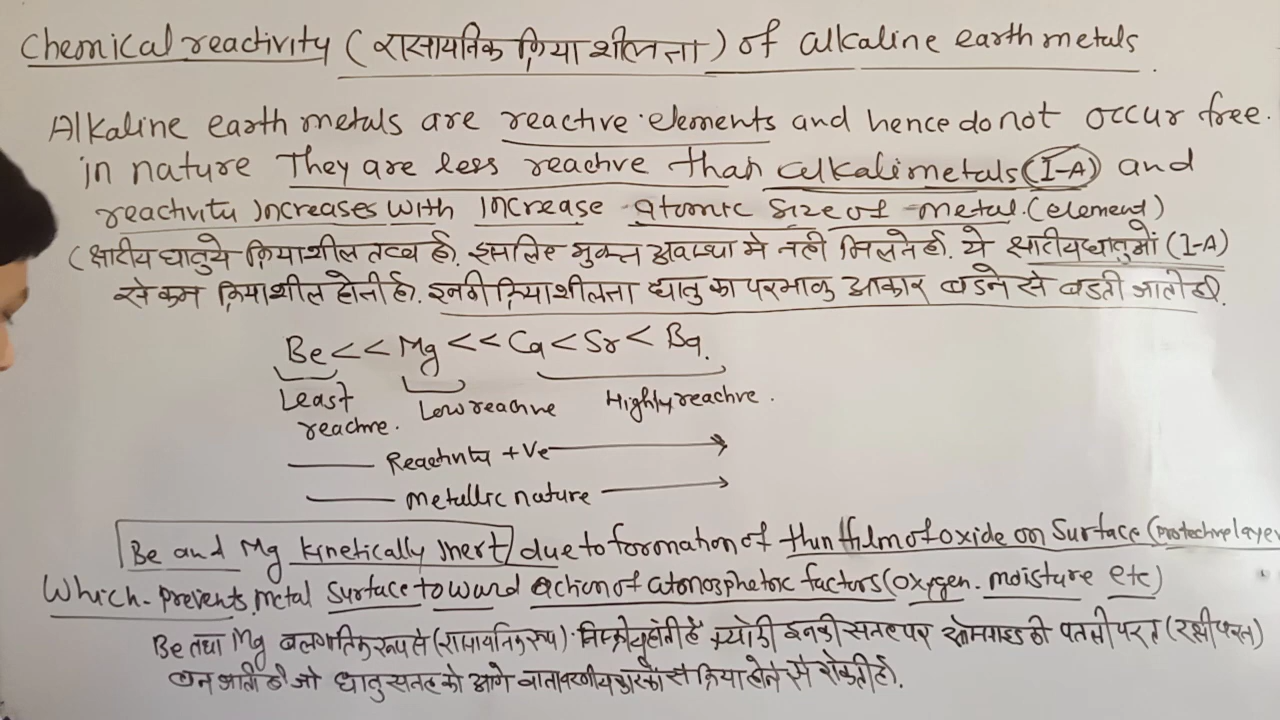 Chemical reactivity (रासायनिक क्रियाशीलता) of alkaline earth metals.
Alkaline earth metals are reactive elements and hence do not occur free.
in nature They are less reactive than alkali metals (I-A) and
reactivity increases with increase atomic size of metal. (element)
(क्षारीय धातुये क्रियाशील तत्व है. इसलिए मुक्त अवस्था मे नही मिलते है. ये क्षारीय धातुओं (I-A)
से कम क्रियाशील होती है. इनकी क्रियाशीलता धातु का परमाणु आकार बडने से बडती जाती है.
Be << Mg << Ca < Sr < Ba.
Least reactive. Low reactive Highly reactive.
Reactivity +ve
metallic nature
Be and Mg kinetically inert due to formation of thin film of oxide on surface (protective layer
Which prevents metal surface toward action of atmospheric factors (oxygen. moisture etc)
Be तथा Mg बलगतिक रूप से (रासायनिक रूप) निष्क्रीय होती है क्योकी इनकी सतह पर ऑक्साइड की पतली परत (रक्षी परत)
बन जाती है जो धातु सतह को आगे वातावरणीय कारको से क्रिया होने से रोकती है.